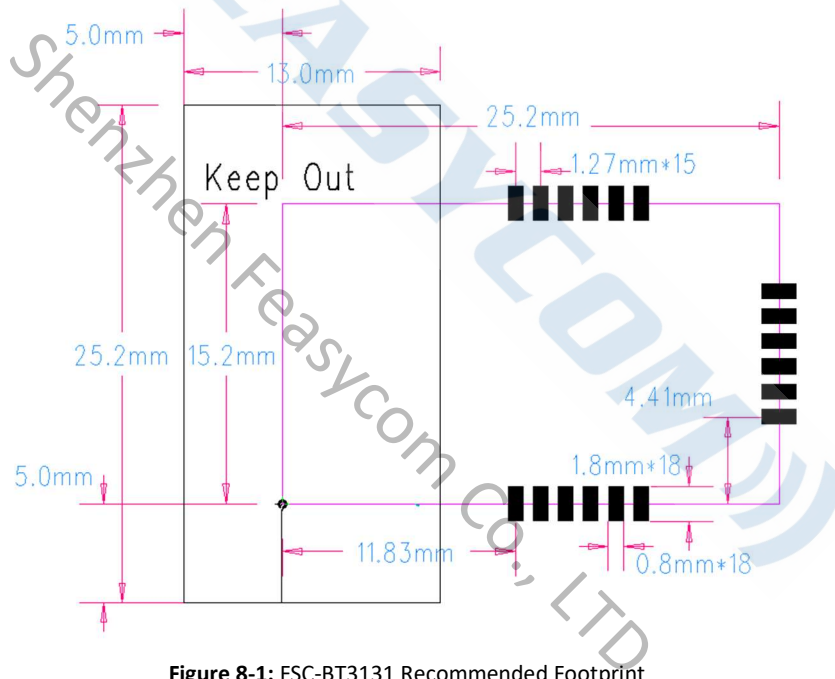 5.0mm
13.0mm
25.2mm
1.27mm*15
Keep Out
25.2mm
15.2mm
4.41mm
1.8mm*18
5.0mm
11.83mm
0.8mm*18
Shenzhen Feasycom CO., LTD
EASYCOM
Figure 8-1: FSC-BT3131 Recommended Footprint